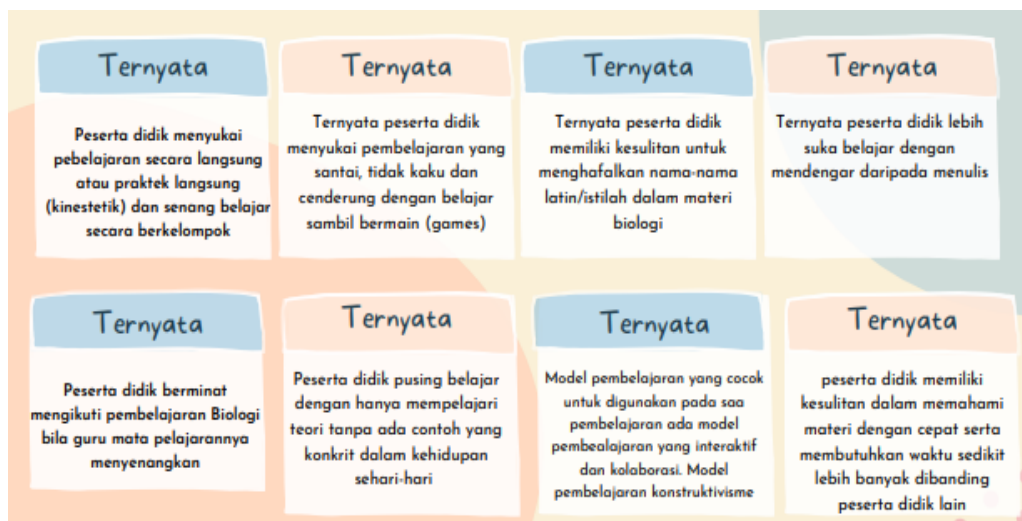 Ternyata
Peserta didik menyukai
pebelajaran secara langsung
atau praktek langsung
(kinestetik) dan senang belajar
secara berkelompok
Ternyata
Ternyata peserta didik
menyukai pembelajaran yang
santai, tidak kaku dan
cenderung dengan belajar
sambil bermain (games)
Ternyata
Ternyata peserta didik
memiliki kesulitan untuk
menghafalkan nama-nama
latin/istilah dalam materi
biologi
Ternyata
Ternyata peserta didik lebih
suka belajar dengan
mendengar daripada menulis
Ternyata
Peserta didik berminat
mengikuti pembelajaran Biologi
bila guru mata pelajarannya
menyenangkan
Ternyata
Peserta didik pusing belajar
dengan hanya mempelajari
teori tanpa ada contoh yang
konkrit dalam kehidupan
sehari-hari
Ternyata
Model pembelajaran yang cocok
untuk digunakan pada saa
pembelajaran ada model
pembealajaran yang interaktif
dan kolaborasi. Model
pembelajaran konstruktivisme
Ternyata
peserta didik memiliki
kesulitan dalam memahami
materi dengan cepat serta
membutuhkan waktu sedikit
lebih banyak dibanding
peserta didik lain